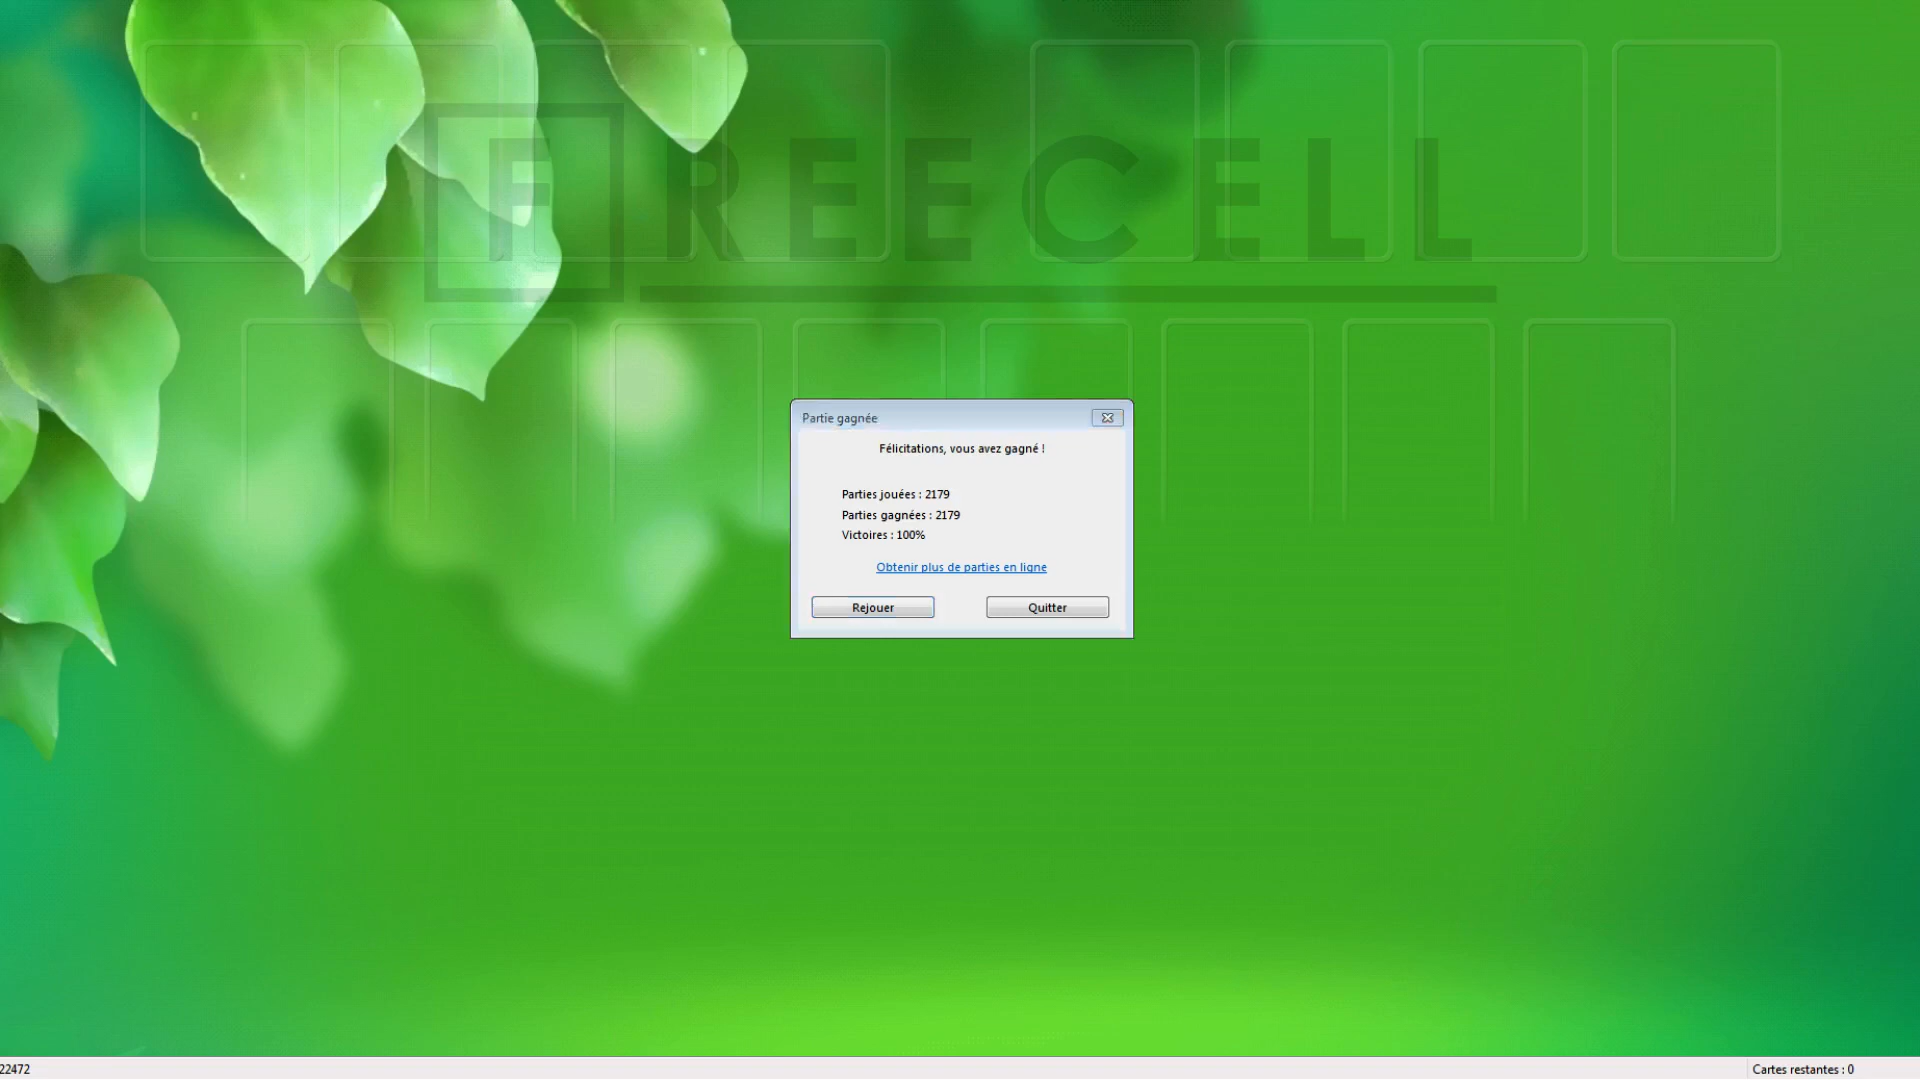 FREECELL
Partie gagnée
Félicitations, vous avez gagné !
Parties jouées : 2179
Parties gagnées : 2179
Victoires : 100%
Obtenir plus de parties en ligne
Rejouer
Quitter
22472
Cartes restantes : 0